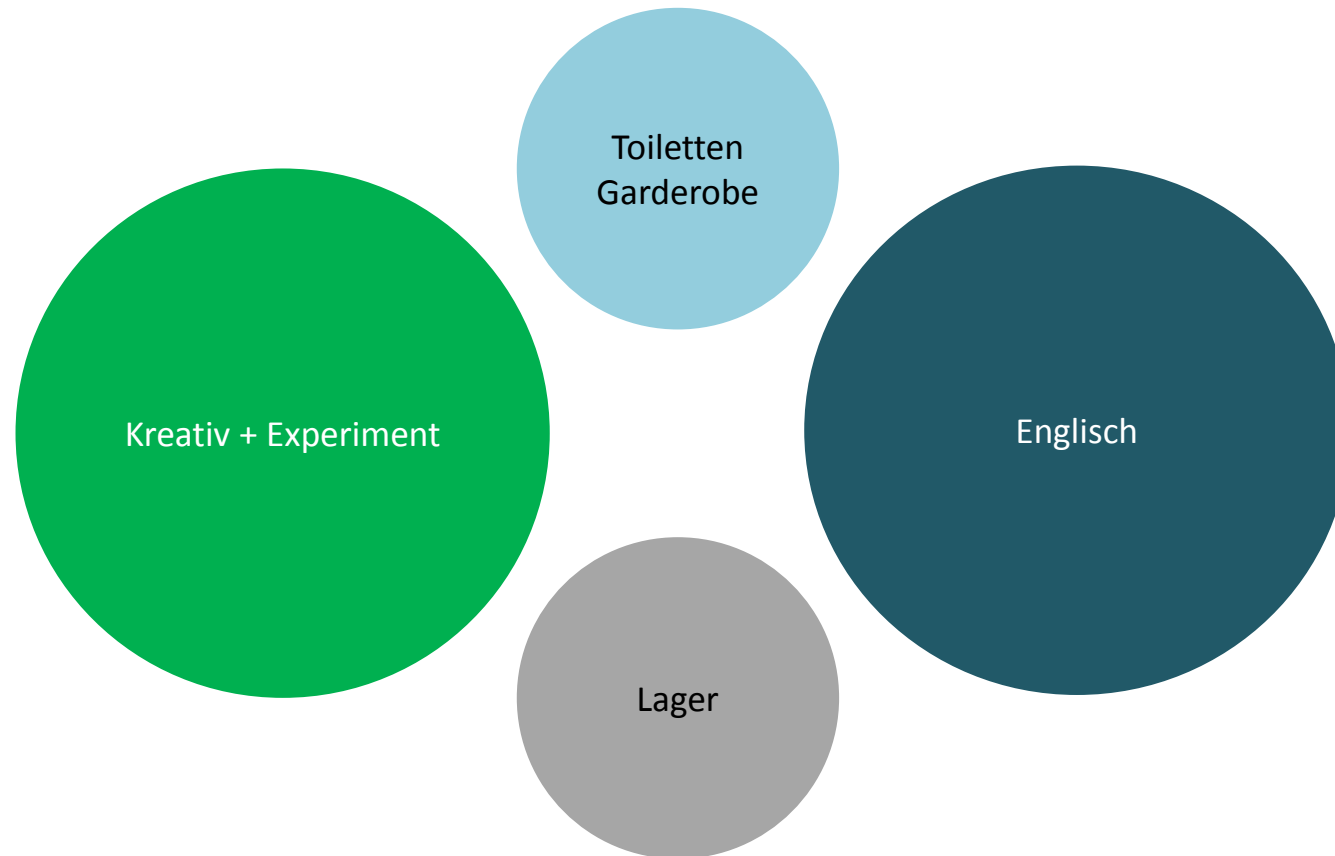 Toiletten
Garderobe
Kreativ + Experiment
Englisch
Lager